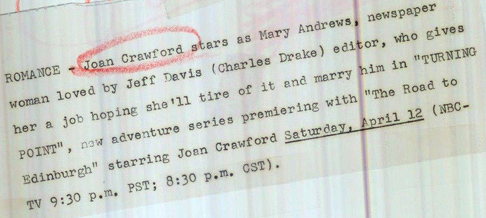 ROMANCE - Joan Crawford stars as Mary Andrews, newspaper
woman loved by Jeff Davis (Charles Drake) editor, who gives
her a job hoping she'll tire of it and marry him in "TURNING
POINT", new adventure series premiering with "The Road to
Edinburgh" starring Joan Crawford Saturday, April 12 (NBC-
TV 9:30 p.m. PST; 8:30 p.m. CST).